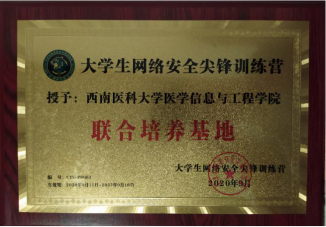 大学生网络安全尖锋训练营
授予：西南医科大学医学信息与工程学院
联合培养基地
大学生网络安全尖锋训练营
2020年9月